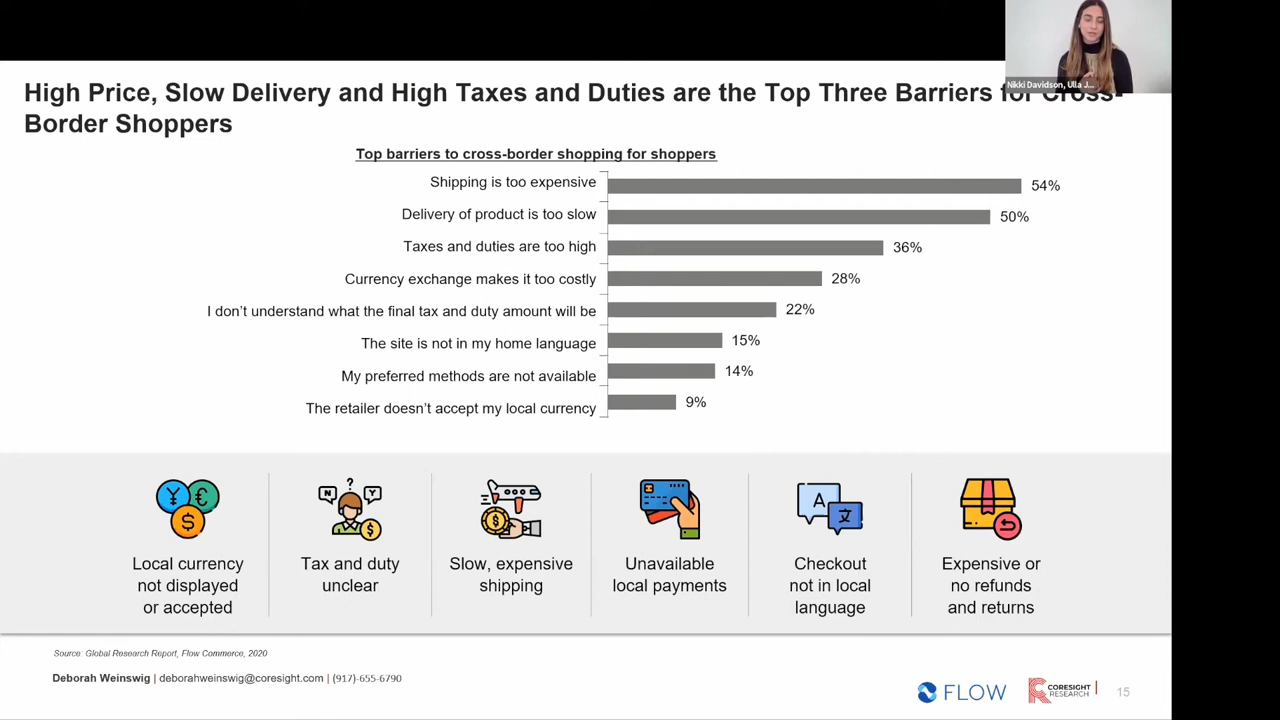 Nikki Davidson, Ulla J...
High Price, Slow Delivery and High Taxes and Duties are the Top Three Barriers for Cross-
Border Shoppers
Top barriers to cross-border shopping for shoppers
Shipping is too expensive 54%
Delivery of product is too slow 50%
Taxes and duties are too high 36%
Currency exchange makes it too costly 28%
I don’t understand what the final tax and duty amount will be 22%
The site is not in my home language 15%
My preferred methods are not available 14%
The retailer doesn’t accept my local currency 9%
¥ € $
N ? Y
$
$
A 文
Local currency
not displayed
or accepted
Tax and duty
unclear
Slow, expensive
shipping
Unavailable
local payments
Checkout
not in local
language
Expensive or
no refunds
and returns
Source: Global Research Report, Flow Commerce, 2020
Deborah Weinswig | deborahweinswig@coresight.com | (917)-655-6790
FLOW
CORESIGHT
RESEARCH
15